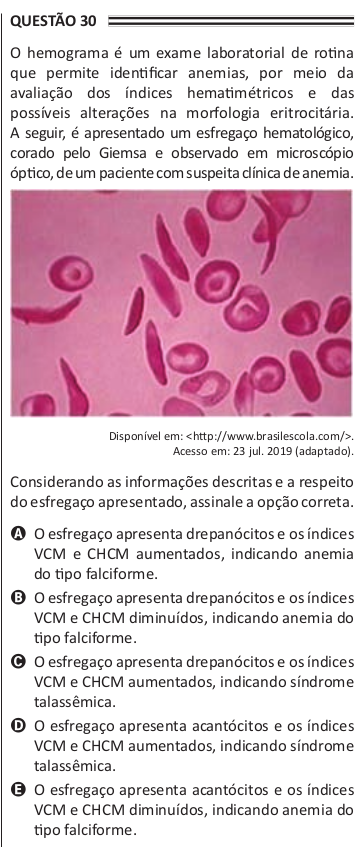 QUESTÃO 30
O hemograma é um exame laboratorial de rotina
que permite identificar anemias, por meio da
avaliação dos índices hematimétricos e das
possíveis alterações na morfologia eritrocitária.
A seguir, é apresentado um esfregaço hematológico,
corado pelo Giemsa e observado em microscópio
óptico, de um paciente com suspeita clínica de anemia.
Disponível em: <http://www.brasilescola.com/>.
Acesso em: 23 jul. 2019 (adaptado).
Considerando as informações descritas e a respeito
do esfregaço apresentado, assinale a opção correta.
A O esfregaço apresenta drepanócitos e os índices
VCM e CHCM aumentados, indicando anemia
do tipo falciforme.
B O esfregaço apresenta drepanócitos e os índices
VCM e CHCM diminuídos, indicando anemia do
tipo falciforme.
C O esfregaço apresenta drepanócitos e os índices
VCM e CHCM aumentados, indicando síndrome
talassêmica.
D O esfregaço apresenta acantócitos e os índices
VCM e CHCM aumentados, indicando síndrome
talassêmica.
E O esfregaço apresenta acantócitos e os índices
VCM e CHCM diminuídos, indicando anemia do
tipo falciforme.